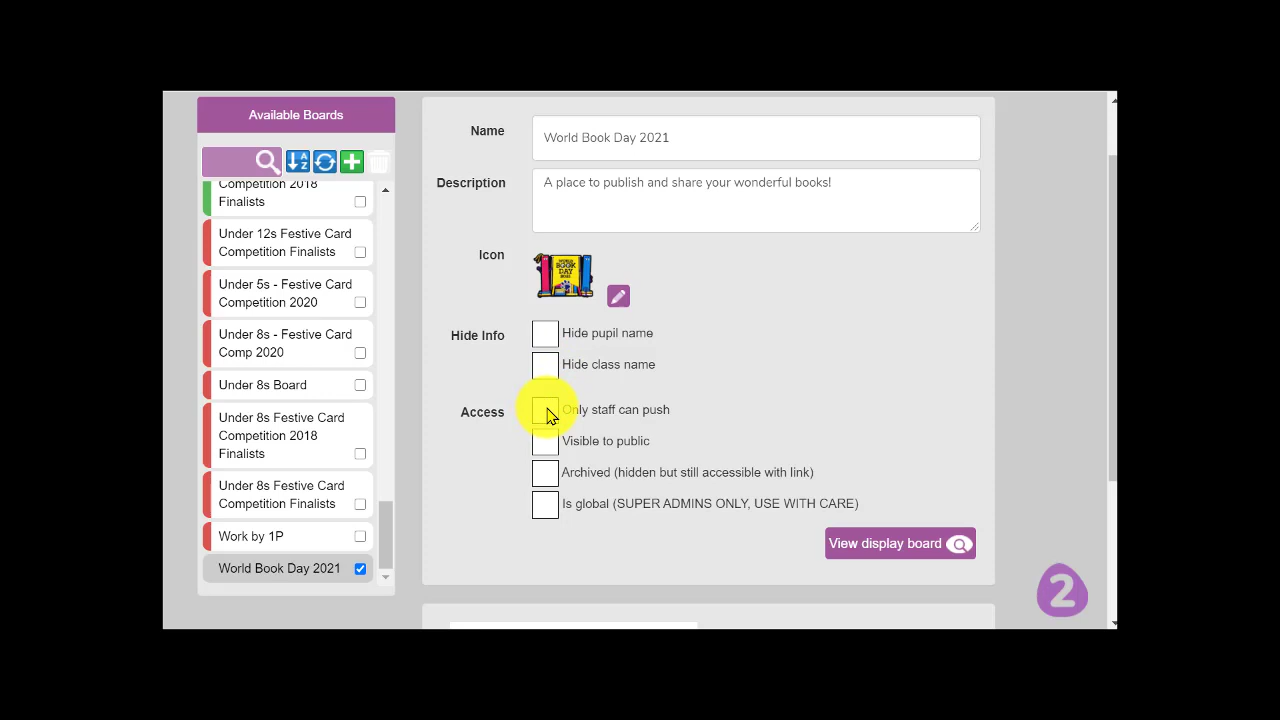 Available Boards
Competition 2018
Finalists
Under 12s Festive Card
Competition Finalists
Under 5s - Festive Card
Competition 2020
Under 8s - Festive Card
Comp 2020
Under 8s Board
Under 8s Festive Card
Competition 2018
Finalists
Under 8s Festive Card
Competition Finalists
Work by 1P
World Book Day 2021
Name
World Book Day 2021
Description
A place to publish and share your wonderful books!
Icon
WORLD
BOOK
DAY
Hide Info
Hide pupil name
Hide class name
Access
Only staff can push
Visible to public
Archived (hidden but still accessible with link)
Is global (SUPER ADMINS ONLY, USE WITH CARE)
View display board
2